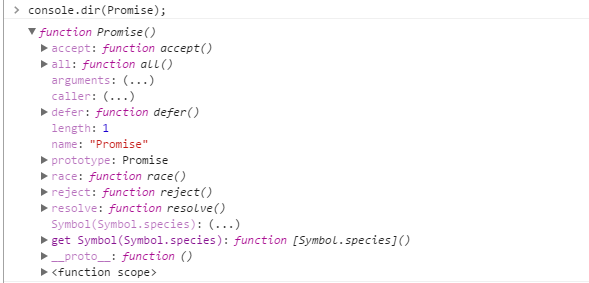 > console.dir(Promise);
▼ function Promise()
▶ accept: function accept()
▶ all: function all()
arguments: (...)
caller: (...)
▶ defer: function defer()
length: 1
name: "Promise"
▶ prototype: Promise
▶ race: function race()
▶ reject: function reject()
▶ resolve: function resolve()
Symbol(Symbol.species): (...)
▶ get Symbol(Symbol.species): function [Symbol.species]()
▶ __proto__: function ()
▶ <function scope>